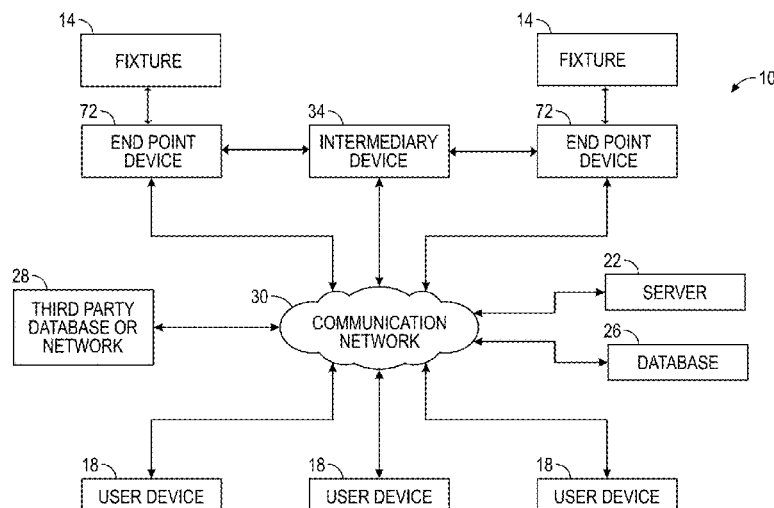 14
14
FIXTURE
FIXTURE
10
72
34
72
END POINT
DEVICE
INTERMEDIARY
DEVICE
END POINT
DEVICE
28
THIRD PARTY
DATABASE OR
NETWORK
30
COMMUNICATION
NETWORK
22
SERVER
26
DATABASE
18
18
18
USER DEVICE
USER DEVICE
USER DEVICE